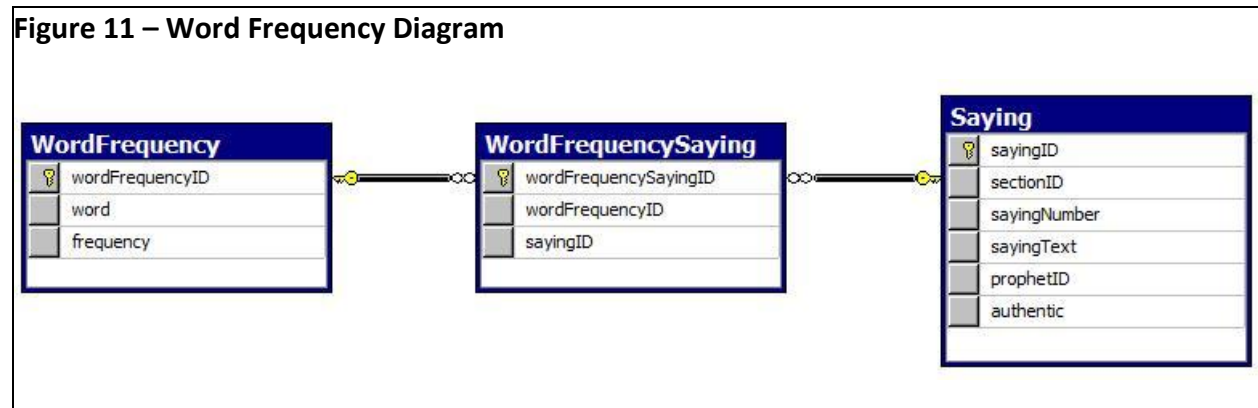 Figure 11 – Word Frequency Diagram
WordFrequency
wordFrequencyID
word
frequency
WordFrequencySaying
wordFrequencySayingID
wordFrequencyID
sayingID
Saying
sayingID
sectionID
sayingNumber
sayingText
prophetID
authentic